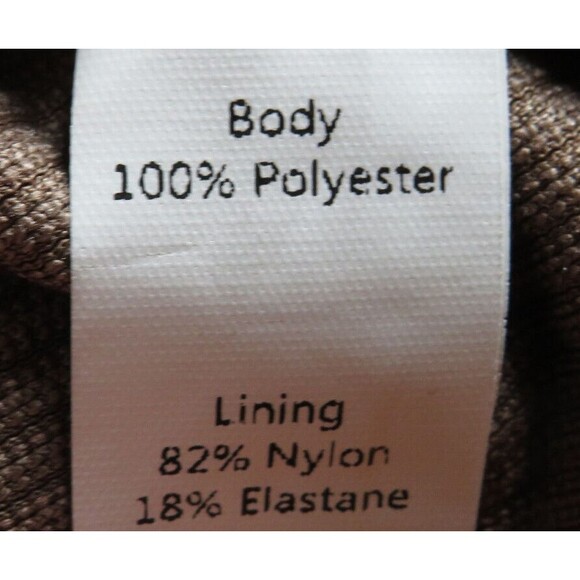 Body
100% Polyester
Lining
82% Nylon
18% Elastane